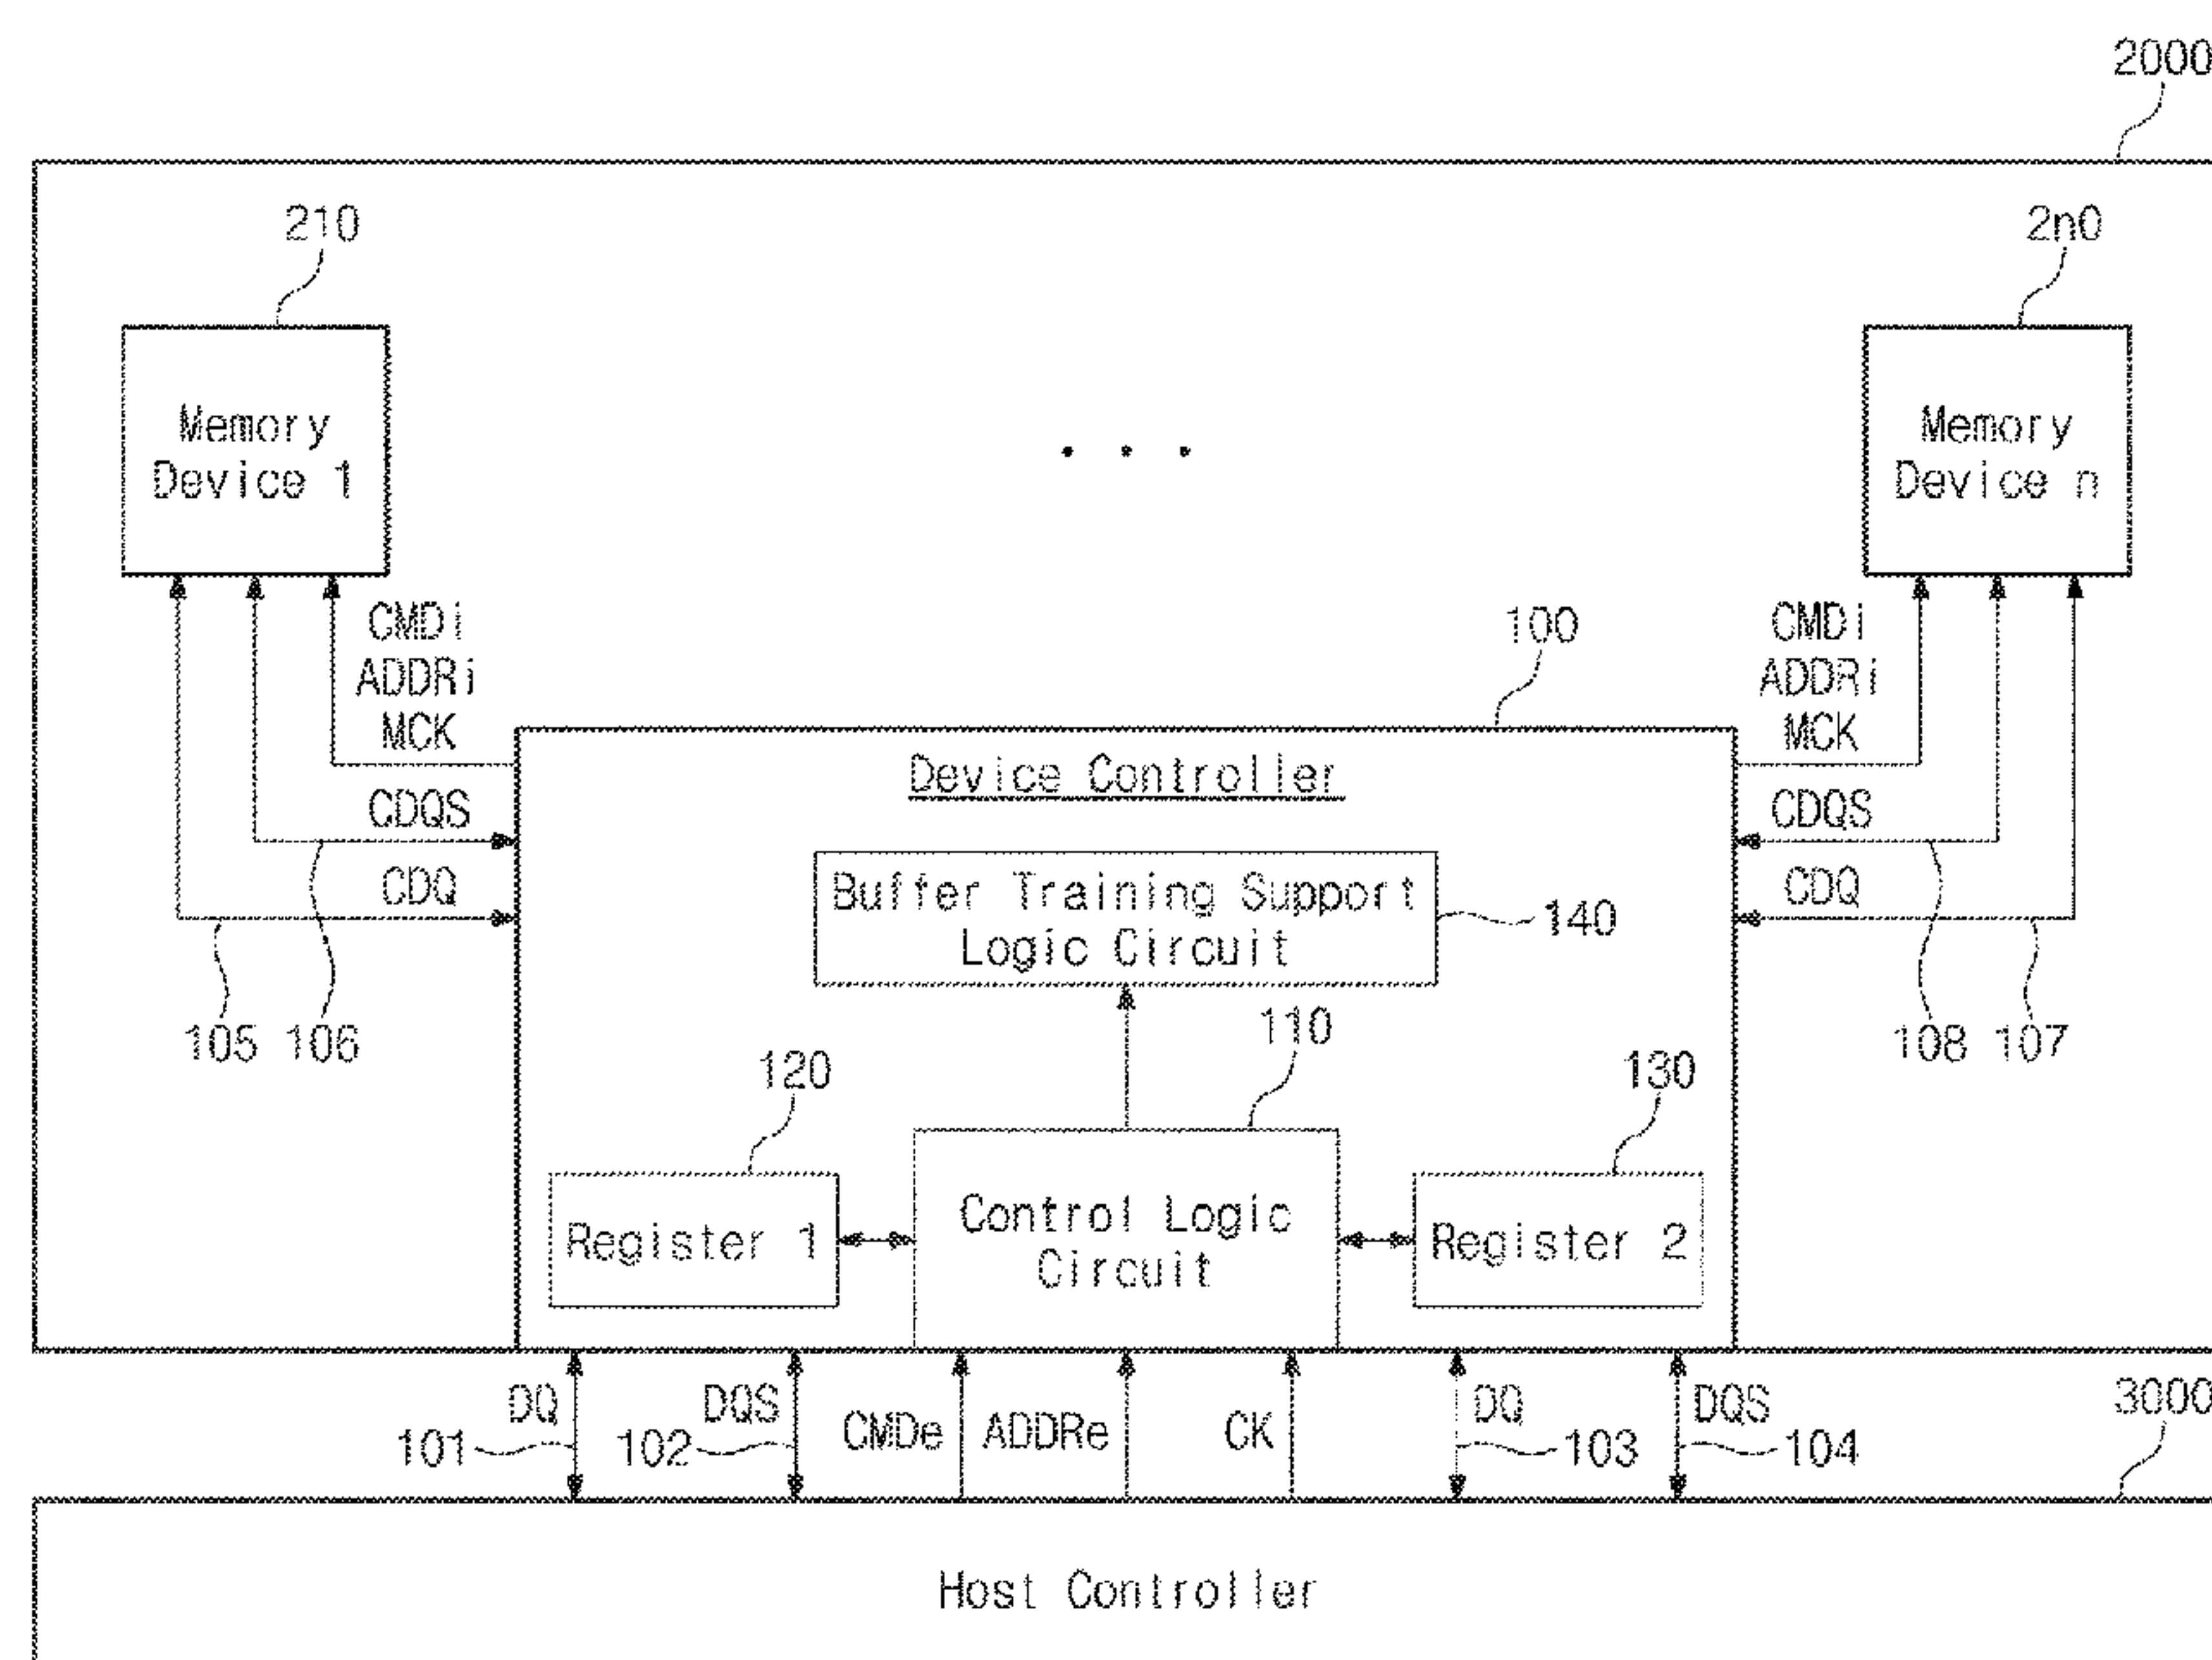 2000
210
2n0
Memory
Device 1
. . .
Memory
Device n
CMDi
ADDRi
MCK
100
CMDi
ADDRi
MCK
Device Controller
CDQS
CDQS
CDQ
CDQ
Buffer Training Support
Logic Circuit
140
105
106
110
108
107
120
130
Register 1
Control Logic
Circuit
Register 2
DQ
101
DQS
102
CMDe
ADDRe
CK
DQ
103
DQS
104
3000
Host Controller